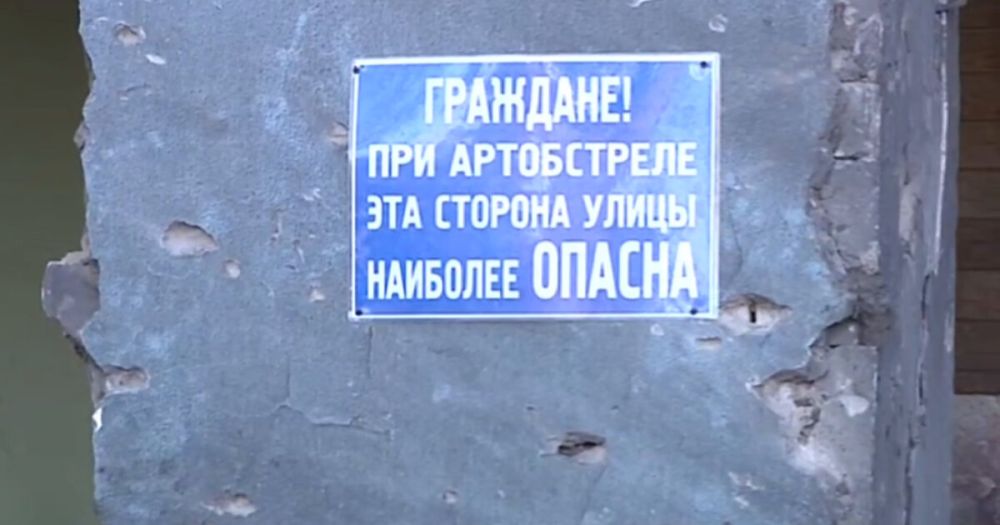 ГРАЖДАНЕ!
ПРИ АРТОБСТРЕЛЕ
ЭТА СТОРОНА УЛИЦЫ
НАИБОЛЕЕ ОПАСНА